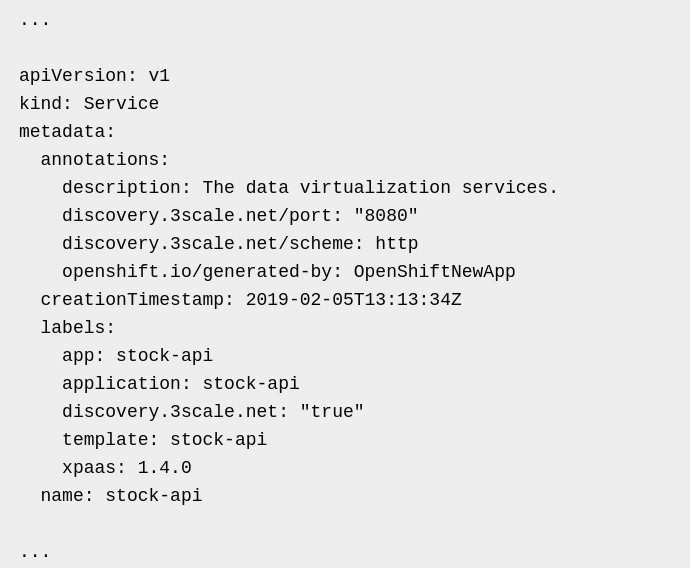 ...
apiVersion: v1
kind: Service
metadata:
  annotations:
    description: The data virtualization services.
    discovery.3scale.net/port: "8080"
    discovery.3scale.net/scheme: http
    openshift.io/generated-by: OpenShiftNewApp
  creationTimestamp: 2019-02-05T13:13:34Z
  labels:
    app: stock-api
    application: stock-api
    discovery.3scale.net: "true"
    template: stock-api
    xpaas: 1.4.0
  name: stock-api
...